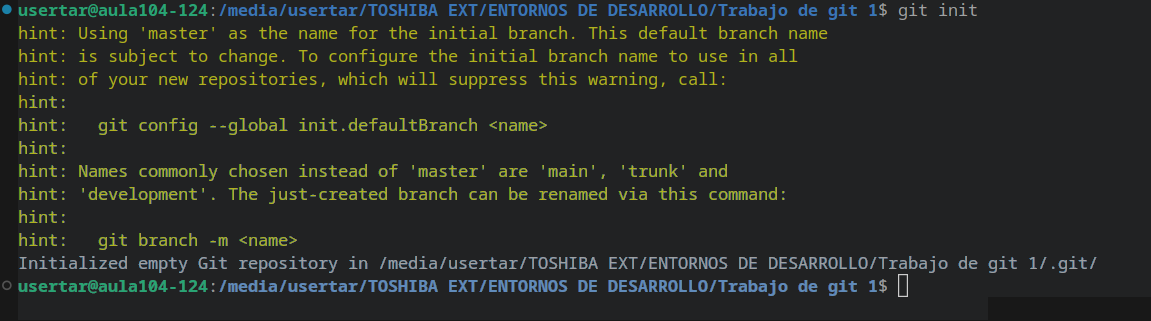 usertar@aula104-124:/media/usertar/TOSHIBA EXT/ENTORNOS DE DESARROLLO/Trabajo de git 1$ git init
hint: Using 'master' as the name for the initial branch. This default branch name
hint: is subject to change. To configure the initial branch name to use in all
hint: of your new repositories, which will suppress this warning, call:
hint:
hint:   git config --global init.defaultBranch <name>
hint:
hint: Names commonly chosen instead of 'master' are 'main', 'trunk' and
hint: 'development'. The just-created branch can be renamed via this command:
hint:
hint:   git branch -m <name>
Initialized empty Git repository in /media/usertar/TOSHIBA EXT/ENTORNOS DE DESARROLLO/Trabajo de git 1/.git/
usertar@aula104-124:/media/usertar/TOSHIBA EXT/ENTORNOS DE DESARROLLO/Trabajo de git 1$